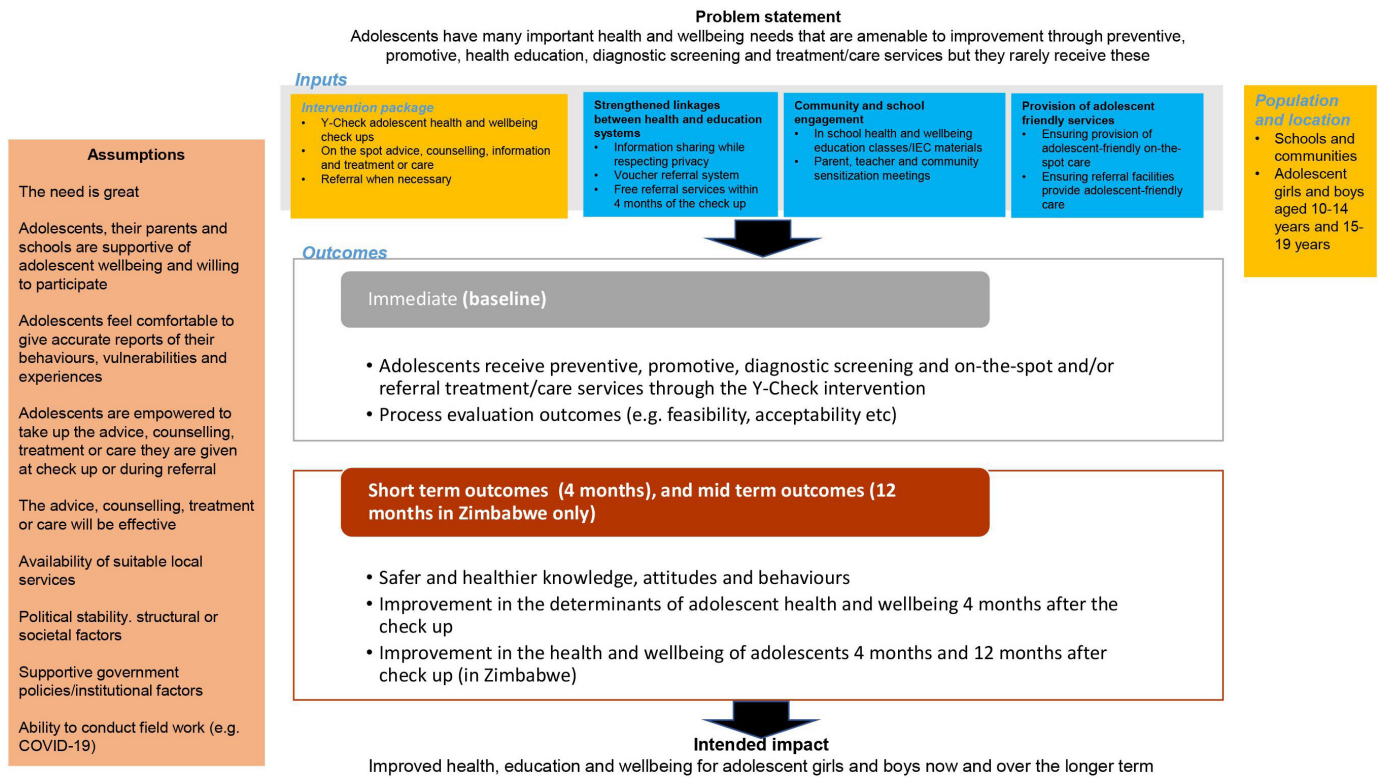 Problem statement
Adolescents have many important health and wellbeing needs that are amenable to improvement through preventive,
promotive, health education, diagnostic screening and treatment/care services but they rarely receive these
Inputs
Intervention package
• Y-Check adolescent health and wellbeing
check ups
• On the spot advice, counselling, information
and treatment or care
• Referral when necessary
Strengthened linkages
between health and education
systems
• Information sharing while
respecting privacy
• Voucher referral system
• Free referral services within
4 months of the check up
Community and school
engagement
• In school health and wellbeing
education classes/IEC materials
• Parent, teacher and community
sensitization meetings
Provision of adolescent
friendly services
• Ensuring provision of
adolescent-friendly on-the-
spot care
• Ensuring referral facilities
provide adolescent-friendly
care
Population
and location
• Schools and
communities
• Adolescent
girls and boys
aged 10-14
years and 15-
19 years
Assumptions
The need is great
Adolescents, their parents and
schools are supportive of
adolescent wellbeing and willing
to participate
Adolescents feel comfortable to
give accurate reports of their
behaviours, vulnerabilities and
experiences
Adolescents are empowered to
take up the advice, counselling,
treatment or care they are given
at check up or during referral
The advice, counselling, treatment
or care will be effective
Availability of suitable local
services
Political stability. structural or
societal factors
Supportive government
policies/institutional factors
Ability to conduct field work (e.g.
COVID-19)
Outcomes
Immediate (baseline)
• Adolescents receive preventive, promotive, diagnostic screening and on-the-spot and/or
referral treatment/care services through the Y-Check intervention
• Process evaluation outcomes (e.g. feasibility, acceptability etc)
Short term outcomes (4 months), and mid term outcomes (12
months in Zimbabwe only)
• Safer and healthier knowledge, attitudes and behaviours
• Improvement in the determinants of adolescent health and wellbeing 4 months after the
check up
• Improvement in the health and wellbeing of adolescents 4 months and 12 months after
check up (in Zimbabwe)
Intended impact
Improved health, education and wellbeing for adolescent girls and boys now and over the longer term